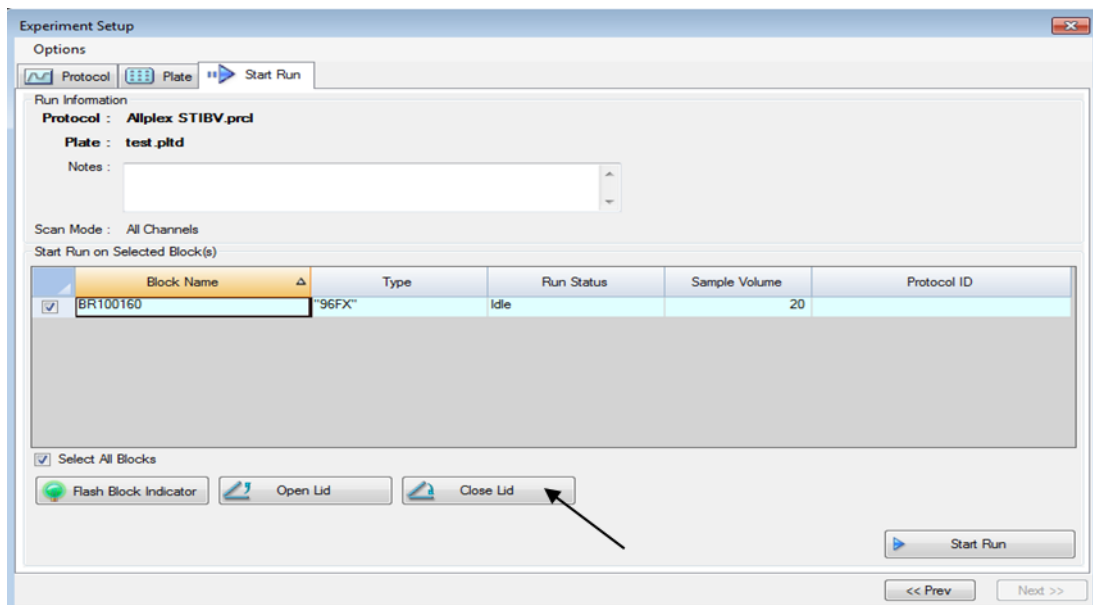 Experiment Setup
Options
Protocol Plate Start Run
Run Information
Protocol : Allplex STIBV.prcl
Plate : test.pltd
Notes :
Scan Mode : All Channels
Start Run on Selected Block(s)
Block Name Type Run Status Sample Volume Protocol ID
BR100160 "96FX" Idle 20
Select All Blocks
Flash Block Indicator Open Lid Close Lid
Start Run
<< Prev Next >>